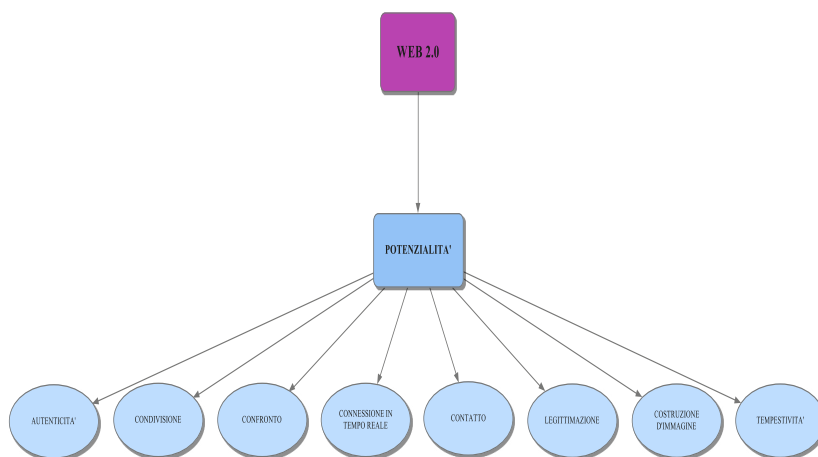 WEB 2.0
POTENZIALITA'
AUTENTICITA'
CONDIVISIONE
CONFRONTO
CONNESSIONE IN
TEMPO REALE
CONTATTO
LEGITTIMAZIONE
COSTRUZIONE
D'IMMAGINE
TEMPESTIVITA'